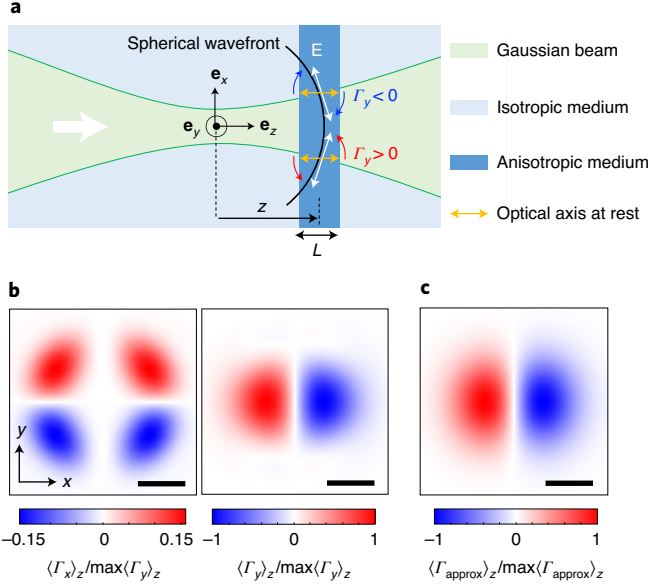 a
Spherical wavefront
E
e_x
e_y
e_z
Γ_y < 0
Γ_y > 0
z
L
Gaussian beam
Isotropic medium
Anisotropic medium
Optical axis at rest
b
y
x
−0.15 0 0.15
⟨Γ_x⟩_z/max⟨Γ_y⟩_z
−1 0 1
⟨Γ_y⟩_z/max⟨Γ_y⟩_z
c
−1 0 1
⟨Γ_approx⟩_z/max⟨Γ_approx⟩_z